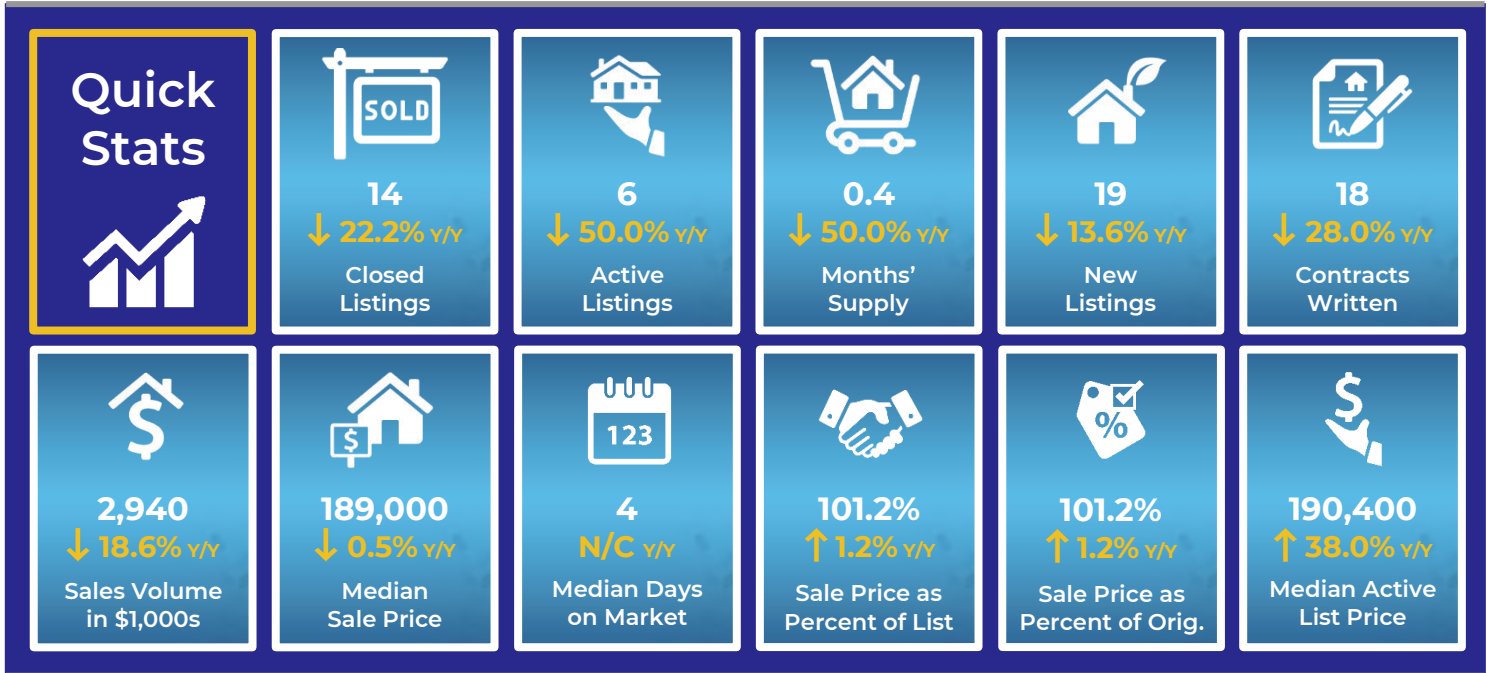 Quick
Stats
SOLD
14
↓ 22.2% Y/Y
Closed
Listings
6
↓ 50.0% Y/Y
Active
Listings
0.4
↓ 50.0% Y/Y
Months’
Supply
19
↓ 13.6% Y/Y
New
Listings
18
↓ 28.0% Y/Y
Contracts
Written
$
2,940
↓ 18.6% Y/Y
Sales Volume
in $1,000s
$
189,000
↓ 0.5% Y/Y
Median
Sale Price
123
4
N/C Y/Y
Median Days
on Market
101.2%
↑ 1.2% Y/Y
Sale Price as
Percent of List
%
101.2%
↑ 1.2% Y/Y
Sale Price as
Percent of Orig.
$
190,400
↑ 38.0% Y/Y
Median Active
List Price